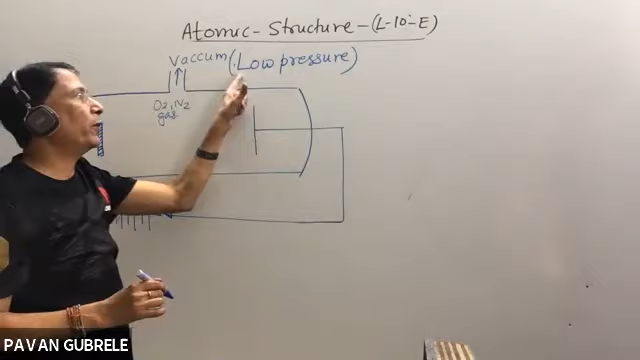 Atomic - Structure - (L-10 - E)
Vaccum (Low pressure)
O2, N2
gas
PAVAN GUBRELE